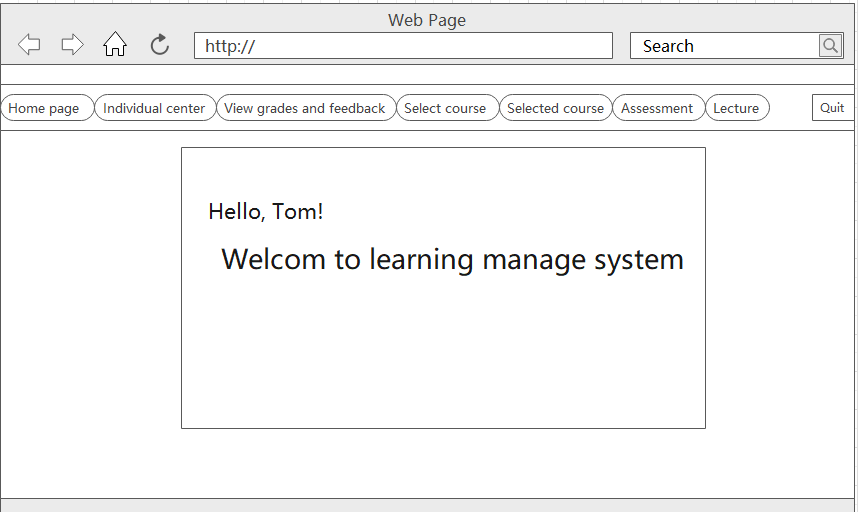 Web Page
http://
Search
Home page
Individual center
View grades and feedback
Select course
Selected course
Assessment
Lecture
Quit
Hello, Tom!
Welcom to learning manage system